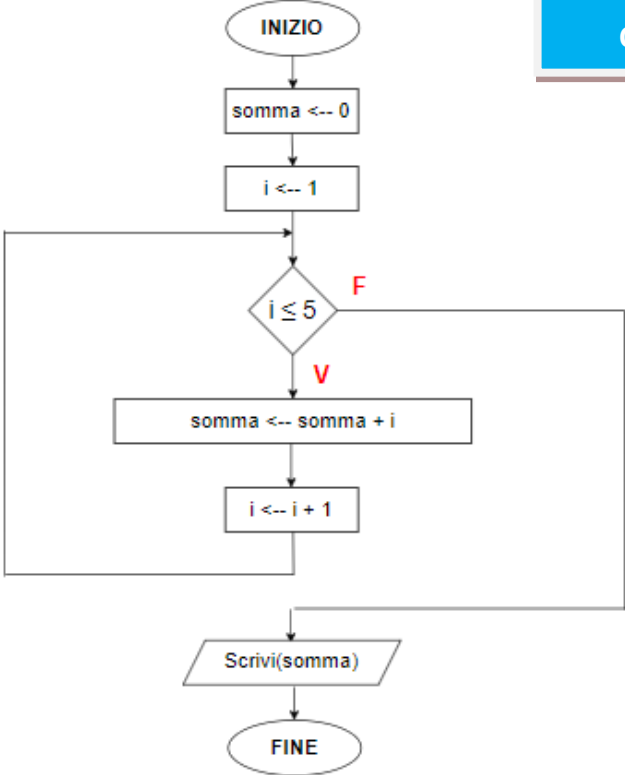 INIZIO
somma <-- 0
i <-- 1
i ≤ 5
F
V
somma <-- somma + i
i <-- i + 1
Scrivi(somma)
FINE